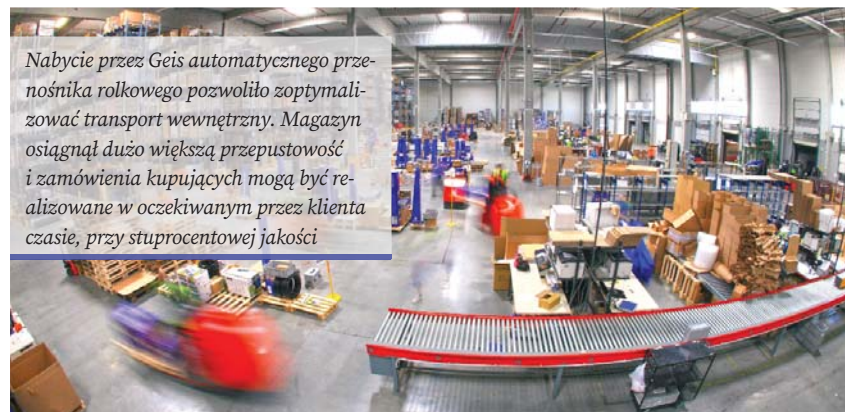 Nabycie przez Geis automatycznego prze-
nośnika rolkowego pozwoliło zoptymali-
zować transport wewnętrzny. Magazyn
osiągnął dużo większą przepustowość
i zamówienia kupujących mogą być re-
alizowane w oczekiwanym przez klienta
czasie, przy stuprocentowej jakości